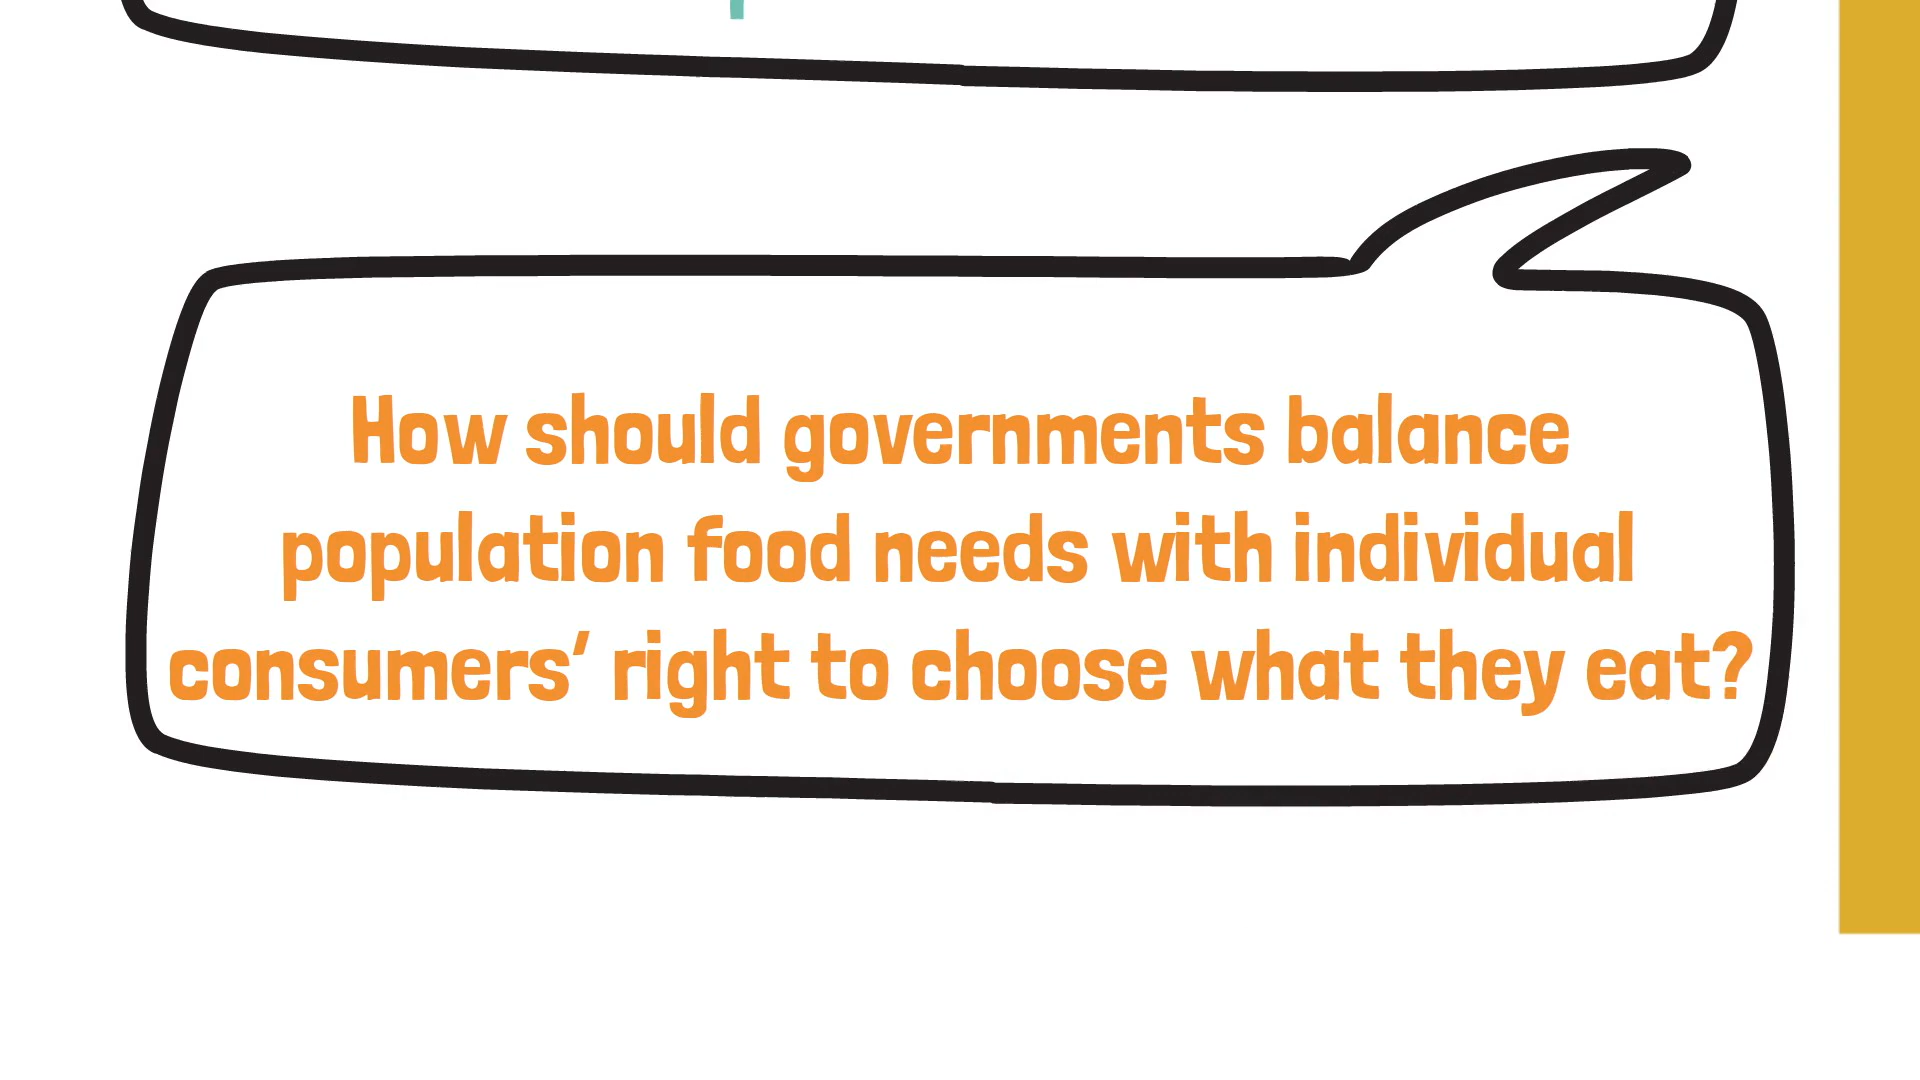 How should governments balance
population food needs with individual
consumers’ right to choose what they eat?